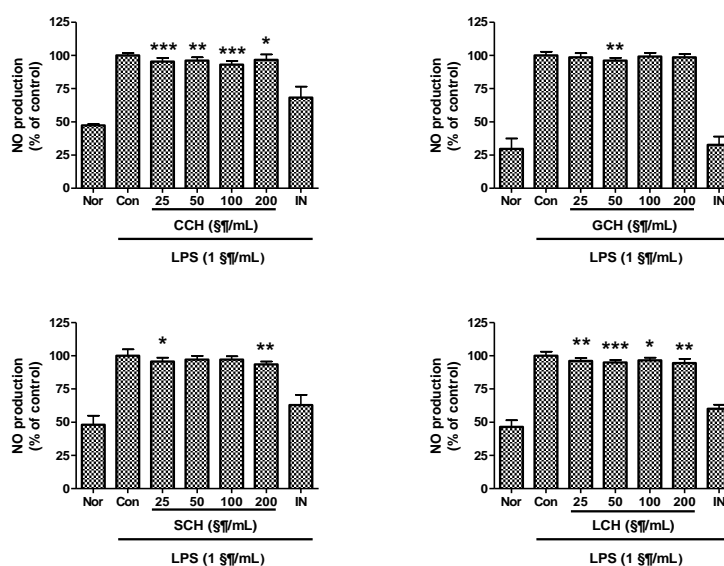 125
100
75
50
25
0
NO production
(% of control)
***
**
***
*
Nor Con 25 50 100 200 IN
CCH (§¶/mL)
LPS (1 §¶/mL)
125
100
75
50
25
0
NO production
(% of control)
**
Nor Con 25 50 100 200 IN
GCH (§¶/mL)
LPS (1 §¶/mL)
125
100
75
50
25
0
NO production
(% of control)
*
**
Nor Con 25 50 100 200 IN
SCH (§¶/mL)
LPS (1 §¶/mL)
125
100
75
50
25
0
NO production
(% of control)
**
***
*
**
Nor Con 25 50 100 200 IN
LCH (§¶/mL)
LPS (1 §¶/mL)